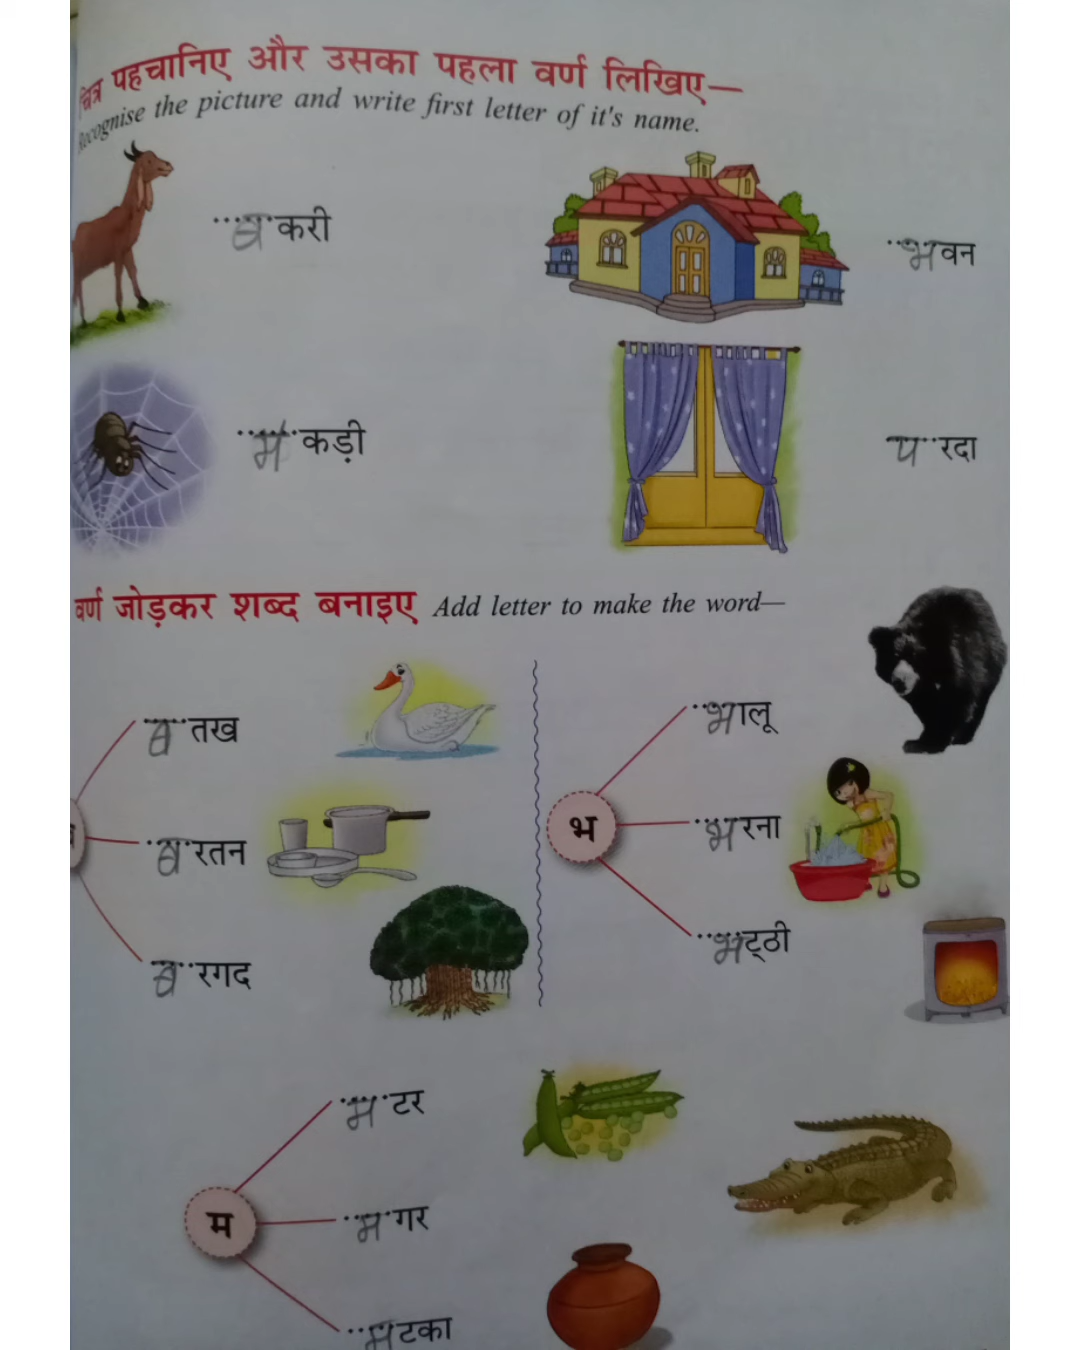 चित्र पहचानिए और उसका पहला वर्ण लिखिए—
Recognise the picture and write first letter of it's name.
बकरी
भवन
मकड़ी
परदा
वर्ण जोड़कर शब्द बनाइए Add letter to make the word—
बतख
भालू
बरतन
भ
भरना
बरगद
भट्ठी
मटर
म
मगर
मटका